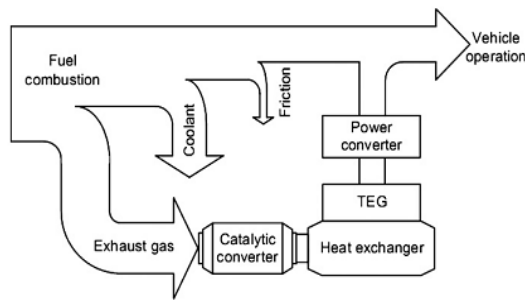 Fuel
combustion
Vehicle
operation
Coolant
Friction
Power
converter
TEG
Exhaust gas
Catalytic
converter
Heat exchanger